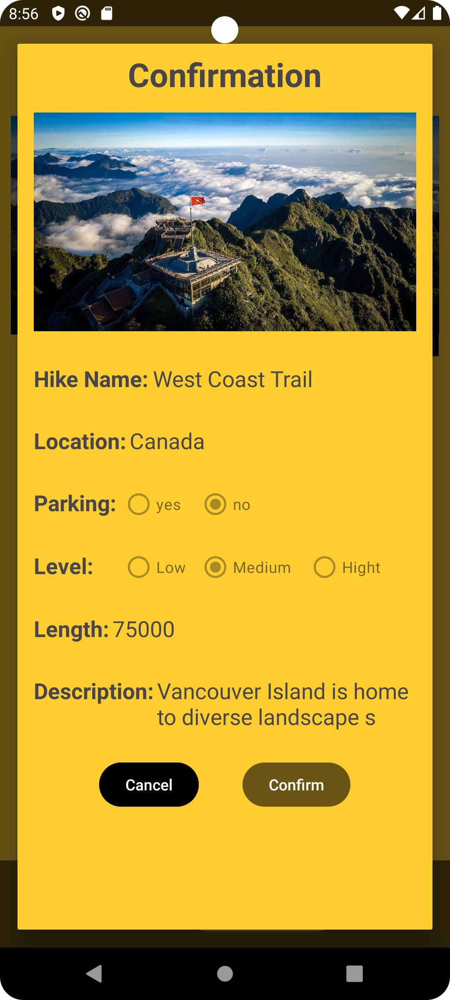 8:56
Confirmation
Hike Name: West Coast Trail
Location: Canada
Parking: yes no
Level: Low Medium Hight
Length: 75000
Description: Vancouver Island is home
to diverse landscape s
Cancel Confirm